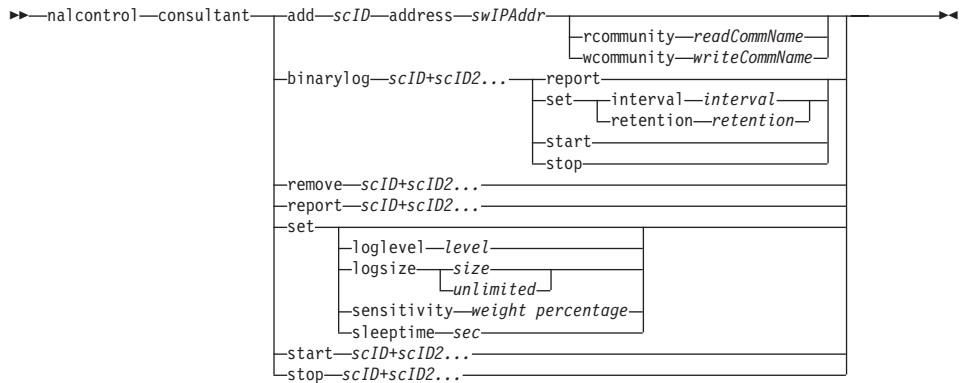 nalcontrol consultant add scID address swIPAddr
rcommunity readCommName
wcommunity writeCommName
binarylog scID+scID2... report
set interval interval
retention retention
start
stop
remove scID+scID2...
report scID+scID2...
set
loglevel level
logsize size
unlimited
sensitivity weight percentage
sleeptime sec
start scID+scID2...
stop scID+scID2...